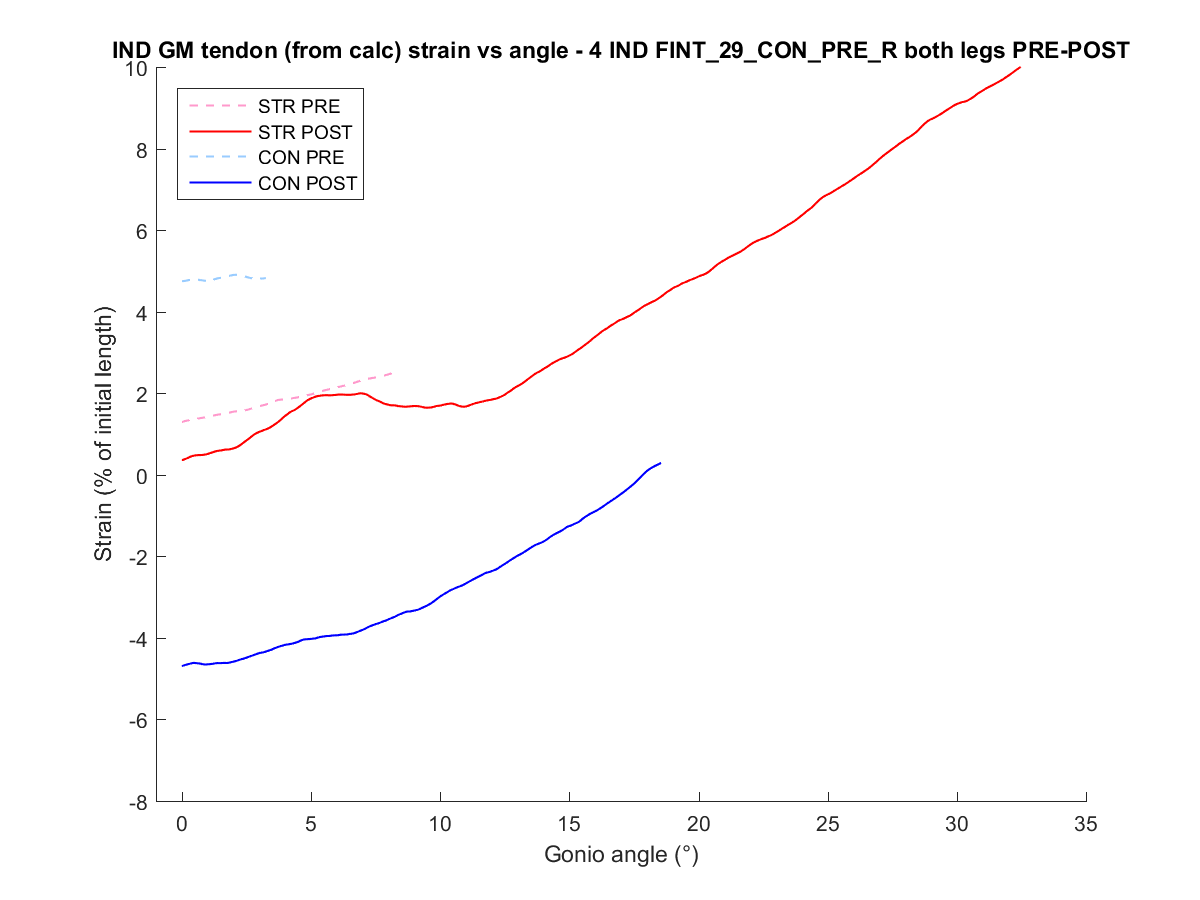 IND GM tendon (from calc) strain vs angle - 4 IND FINT_29_CON_PRE_R both legs PRE-POST
10
8
6
4
2
0
-2
-4
-6
-8
Strain (% of initial length)
STR PRE
STR POST
CON PRE
CON POST
0 5 10 15 20 25 30 35
Gonio angle (°)